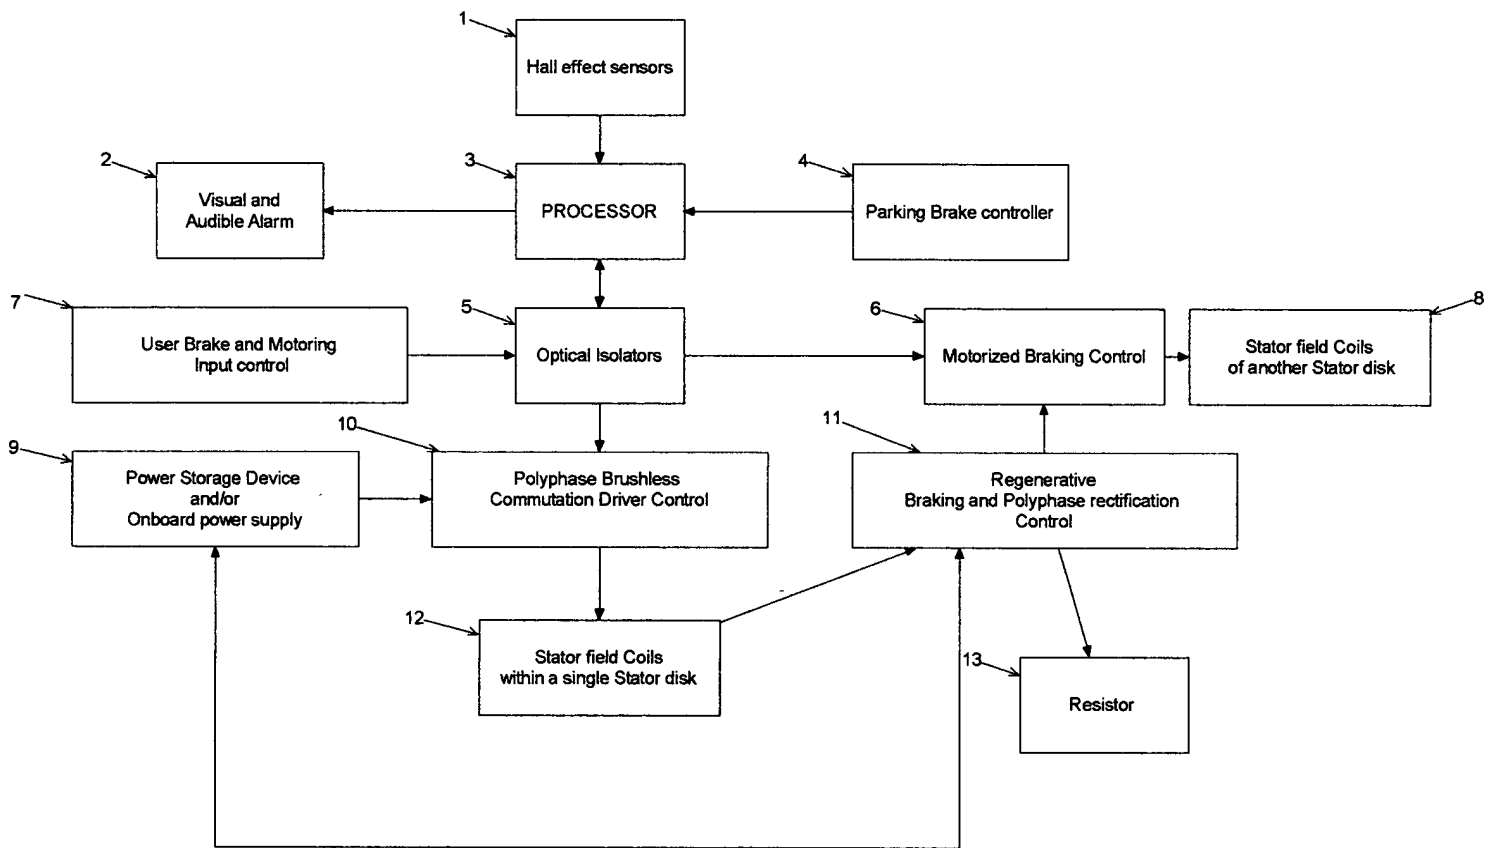 1
Hall effect sensors
2
Visual and
Audible Alarm
3
PROCESSOR
4
Parking Brake controller
7
User Brake and Motoring
Input control
5
Optical Isolators
6
Motorized Braking Control
8
Stator field Coils
of another Stator disk
9
Power Storage Device
and/or
Onboard power supply
10
Polyphase Brushless
Commutation Driver Control
11
Regenerative
Braking and Polyphase rectification
Control
12
Stator field Coils
within a single Stator disk
13
Resistor